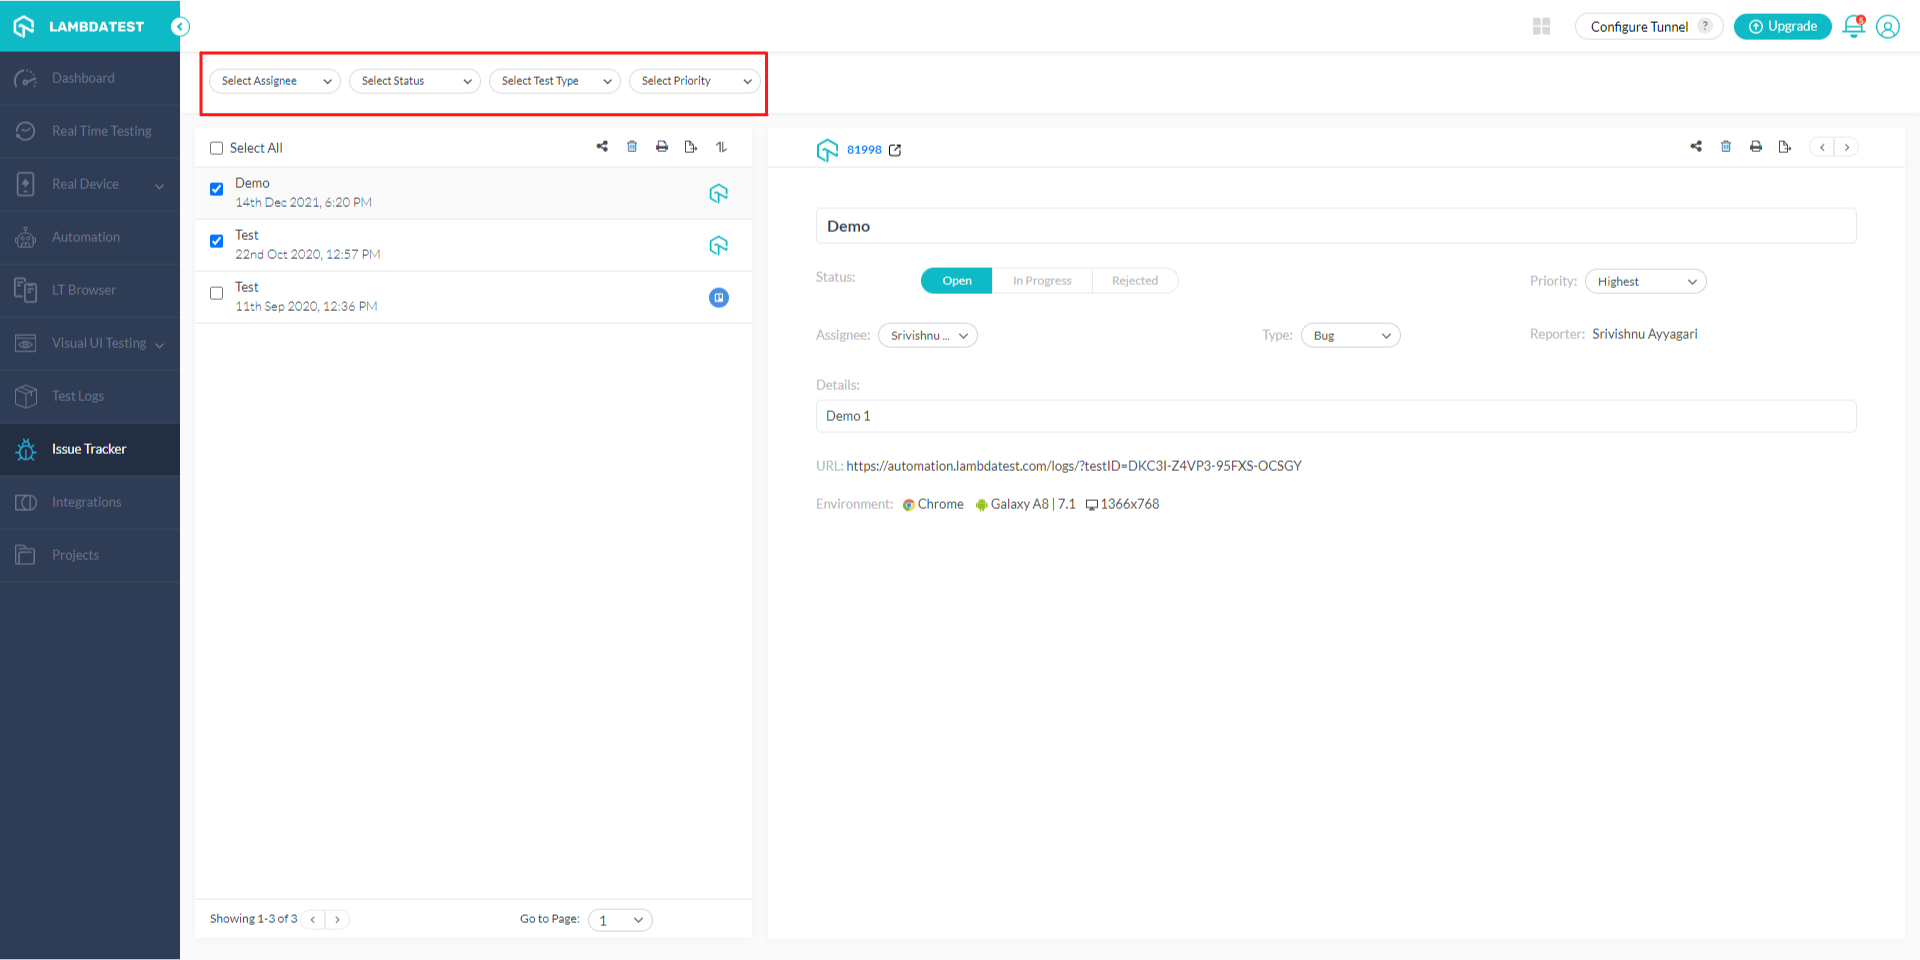 LAMBDATEST
Configure Tunnel ?
Upgrade
5
Dashboard
Real Time Testing
Real Device
Automation
LT Browser
Visual UI Testing
Test Logs
Issue Tracker
Integrations
Projects
Select Assignee
Select Status
Select Test Type
Select Priority
Select All
Demo
14th Dec 2021, 6:20 PM
Test
22nd Oct 2020, 12:57 PM
Test
11th Sep 2020, 12:36 PM
Showing 1-3 of 3
Go to Page: 1
81998
Demo
Status: Open In Progress Rejected
Priority: Highest
Assignee: Srivishnu ...
Type: Bug
Reporter: Srivishnu Ayyagari
Details:
Demo 1
URL: https://automation.lambdatest.com/logs/?testID=DKC3I-Z4VP3-95FXS-OCSGY
Environment: Chrome Galaxy A8 | 7.1 1366x768